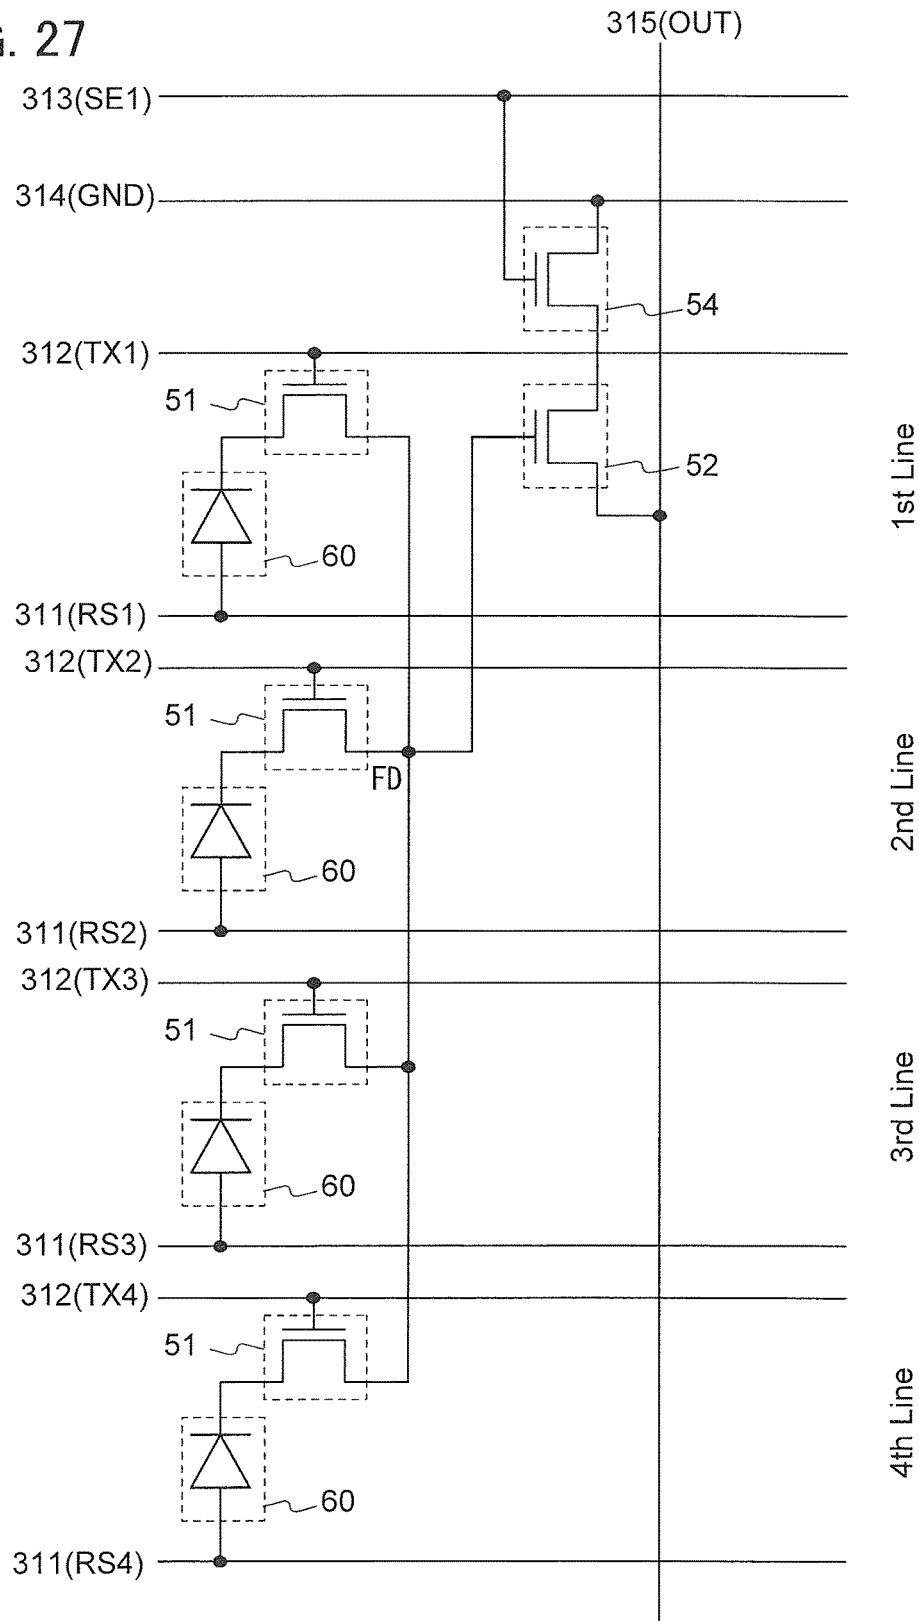 G. 27
315(OUT)
313(SE1)
314(GND)
54
312(TX1)
51
52
60
1st Line
311(RS1)
312(TX2)
51
FD
60
2nd Line
311(RS2)
312(TX3)
51
60
3rd Line
311(RS3)
312(TX4)
51
60
4th Line
311(RS4)